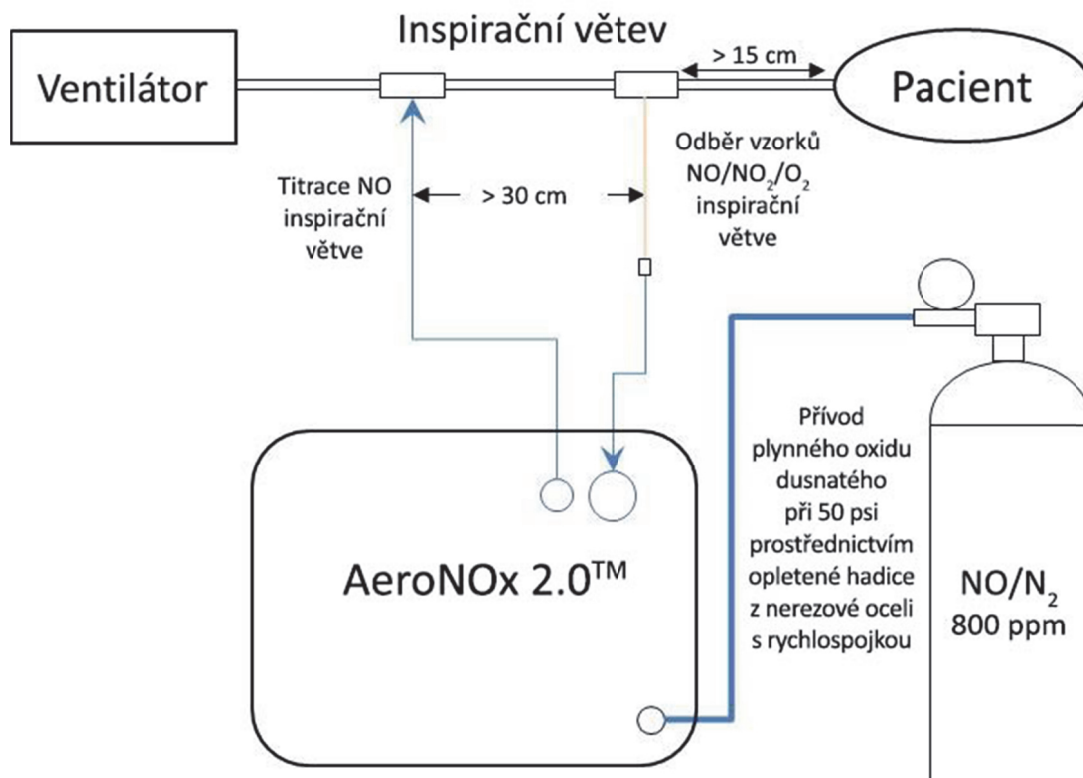 Inspirační větev
Ventilátor
> 15 cm
Pacient
Titrace NO
inspirační
větve
> 30 cm
Odběr vzorků
NO/NO₂/O₂
inspirační
větve
Přívod
plynného oxidu
dusnatého
při 50 psi
prostřednictvím
opletené hadice
z nerezové oceli
s rychlospojkou
AeroNOx 2.0™
NO/N₂
800 ppm